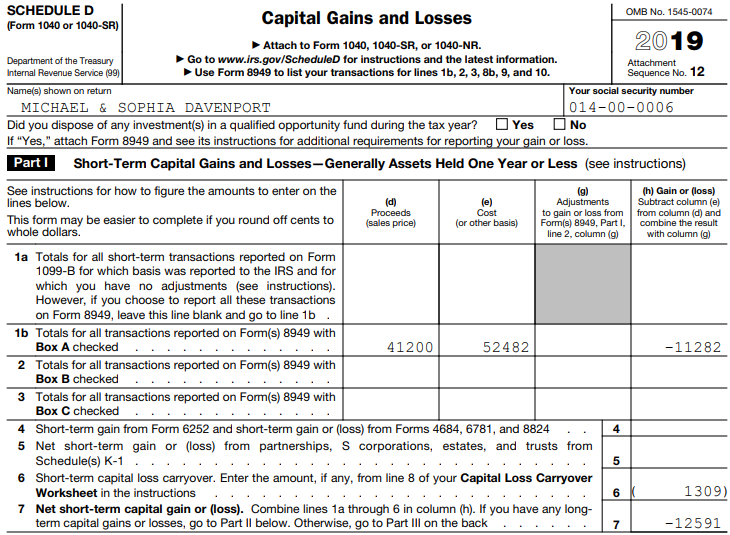 SCHEDULE D
(Form 1040 or 1040-SR)
Department of the Treasury
Internal Revenue Service (99)
Capital Gains and Losses
▶ Attach to Form 1040, 1040-SR, or 1040-NR.
▶ Go to www.irs.gov/ScheduleD for instructions and the latest information.
▶ Use Form 8949 to list your transactions for lines 1b, 2, 3, 8b, 9, and 10.
OMB No. 1545-0074
2019
Attachment
Sequence No. 12
Name(s) shown on return
MICHAEL & SOPHIA DAVENPORT
Your social security number
014-00-0006
Did you dispose of any investment(s) in a qualified opportunity fund during the tax year? ☐ Yes ☐ No
If “Yes,” attach Form 8949 and see its instructions for additional requirements for reporting your gain or loss.
Part I Short-Term Capital Gains and Losses—Generally Assets Held One Year or Less (see instructions)
See instructions for how to figure the amounts to enter on the
lines below.
This form may be easier to complete if you round off cents to
whole dollars.
(d)
Proceeds
(sales price)
(e)
Cost
(or other basis)
(g)
Adjustments
to gain or loss from
Form(s) 8949, Part I,
line 2, column (g)
(h) Gain or (loss)
Subtract column (e)
from column (d) and
combine the result
with column (g)
1a Totals for all short-term transactions reported on Form
1099-B for which basis was reported to the IRS and for
which you have no adjustments (see instructions).
However, if you choose to report all these transactions
on Form 8949, leave this line blank and go to line 1b .
1b Totals for all transactions reported on Form(s) 8949 with
Box A checked . . . . . . . . . . . . . 41200 52482 -11282
2 Totals for all transactions reported on Form(s) 8949 with
Box B checked . . . . . . . . . . . . .
3 Totals for all transactions reported on Form(s) 8949 with
Box C checked . . . . . . . . . . . . .
4 Short-term gain from Form 6252 and short-term gain or (loss) from Forms 4684, 6781, and 8824 . . 4
5 Net short-term gain or (loss) from partnerships, S corporations, estates, and trusts from
Schedule(s) K-1 . . . . . . . . . . . . . . . . . . . . . . . . . . . 5
6 Short-term capital loss carryover. Enter the amount, if any, from line 8 of your Capital Loss Carryover
Worksheet in the instructions . . . . . . . . . . . . . . . . . . . . . . . 6 ( 1309)
7 Net short-term capital gain or (loss). Combine lines 1a through 6 in column (h). If you have any long-
term capital gains or losses, go to Part II below. Otherwise, go to Part III on the back . . . . . . 7 -12591